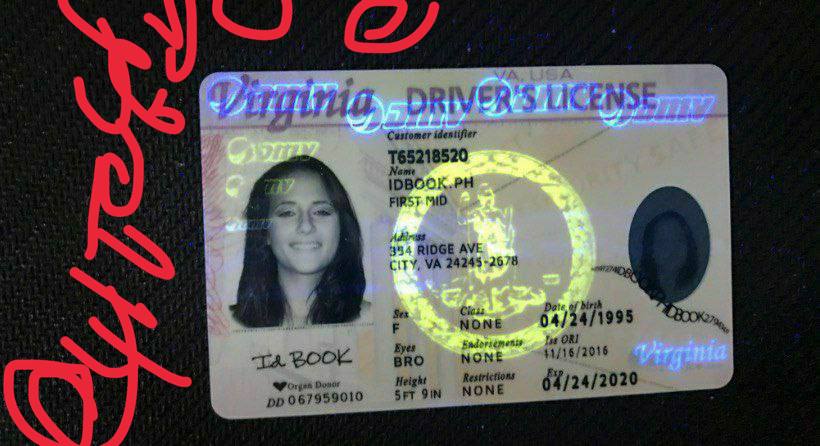 VA, USA
Virginia DRIVER'S LICENSE
dmv dmv dmv dmv
dmv
Customer identifier
T65218520
Name
IDBOOK.PH
FIRST MID
Address
394 RIDGE AVE
CITY, VA 24245-2678
Sex
F
Class
NONE
Date of birth
04/24/1995
Eyes
BRO
Endorsements
NONE
Iss ORI
11/16/2016
Height
5FT 9IN
Restrictions
NONE
Exp
04/24/2020
Virginia
Id BOOK
Organ Donor
DD 067959010